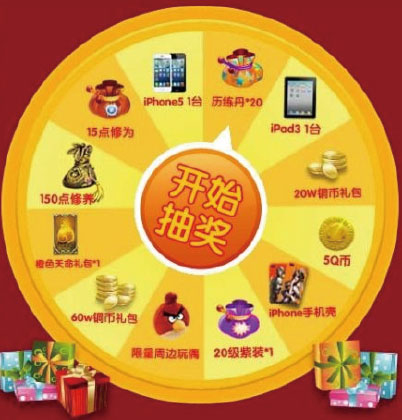 iPhone5 1台
历练丹*20
15点修为
iPad3 1台
150点修养
20W铜币礼包
橙色天命礼包*1
5Q币
60w铜币礼包
iPhone手机壳
限量周边玩偶
20级紫装*1
开始
抽奖